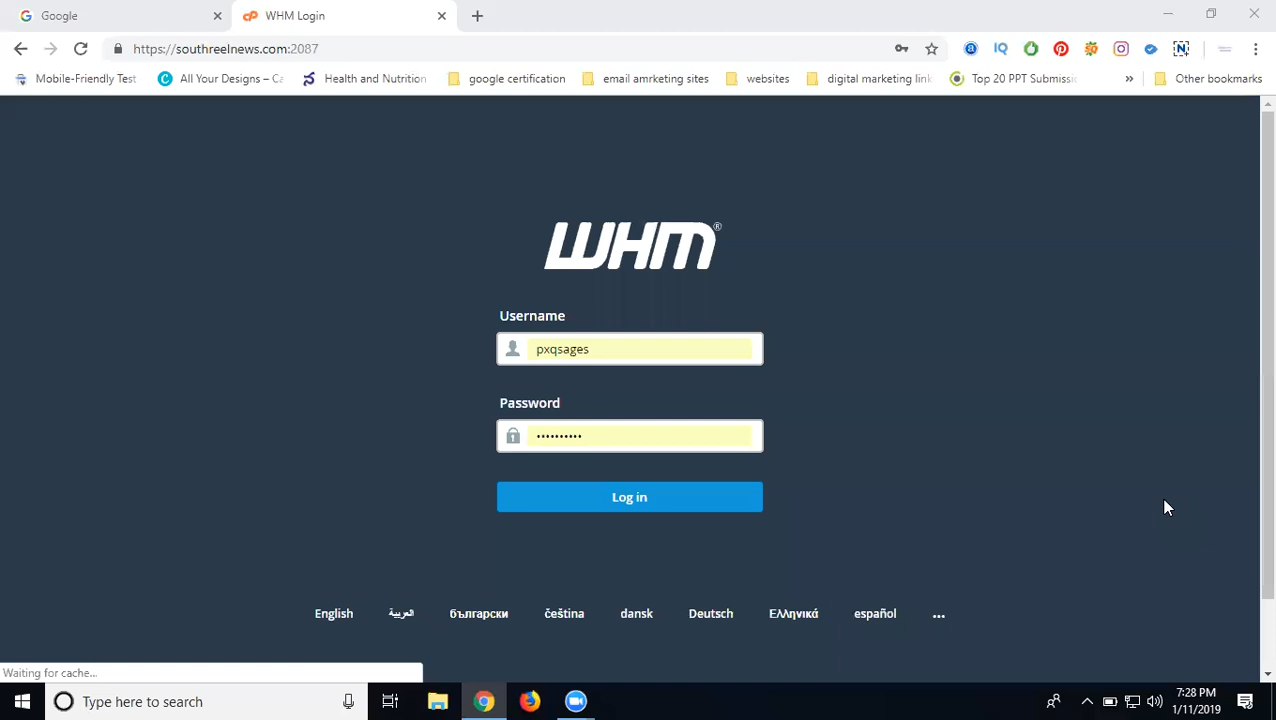 Google
WHM Login
https://southreelnews.com:2087
Mobile-Friendly Test
All Your Designs – Ca
Health and Nutrition
google certification
email amrketing sites
websites
digital marketing link
Top 20 PPT Submissi
»
Other bookmarks
WHM®
Username
pxqsages
Password
••••••••••
Log in
English العربية български čeština dansk Deutsch Ελληνικά español ...
Waiting for cache...
Type here to search
7:28 PM
1/11/2019